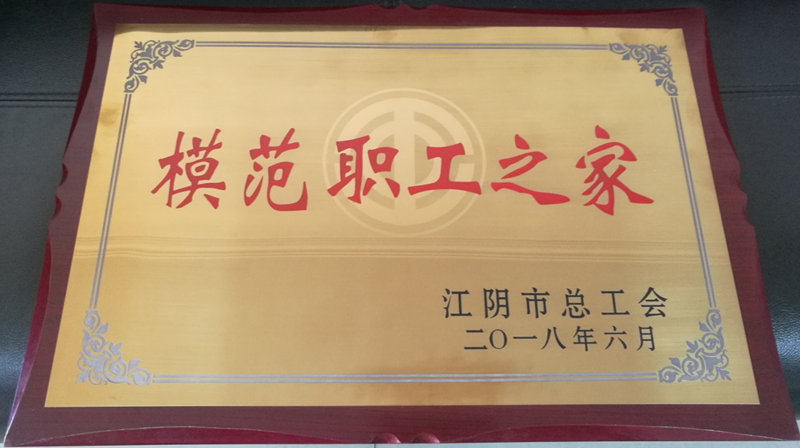 模范职工之家
江阴市总工会
二〇一八年六月